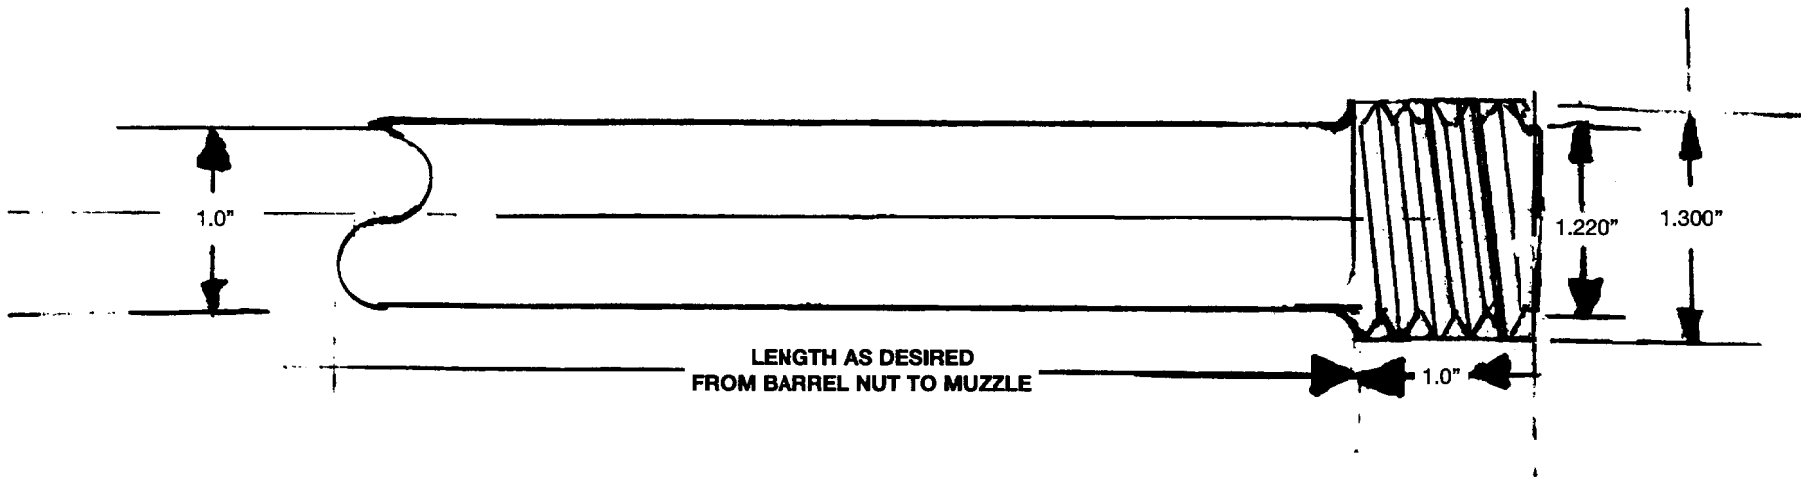 1.0”
1.220”
1.300”
LENGTH AS DESIRED
FROM BARREL NUT TO MUZZLE
1.0”